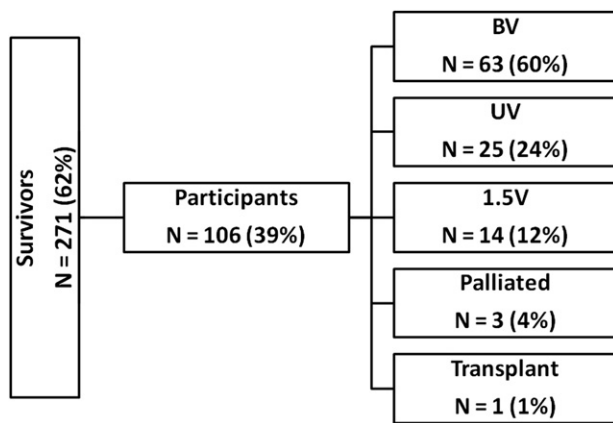 Survivors
N = 271 (62%)
Participants
N = 106 (39%)
BV
N = 63 (60%)
UV
N = 25 (24%)
1.5V
N = 14 (12%)
Palliated
N = 3 (4%)
Transplant
N = 1 (1%)